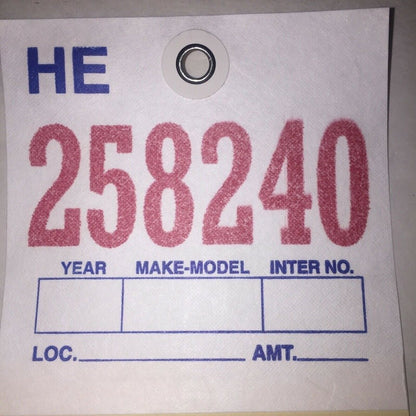 HE
258240
YEAR MAKE-MODEL INTER NO.
LOC. AMT.